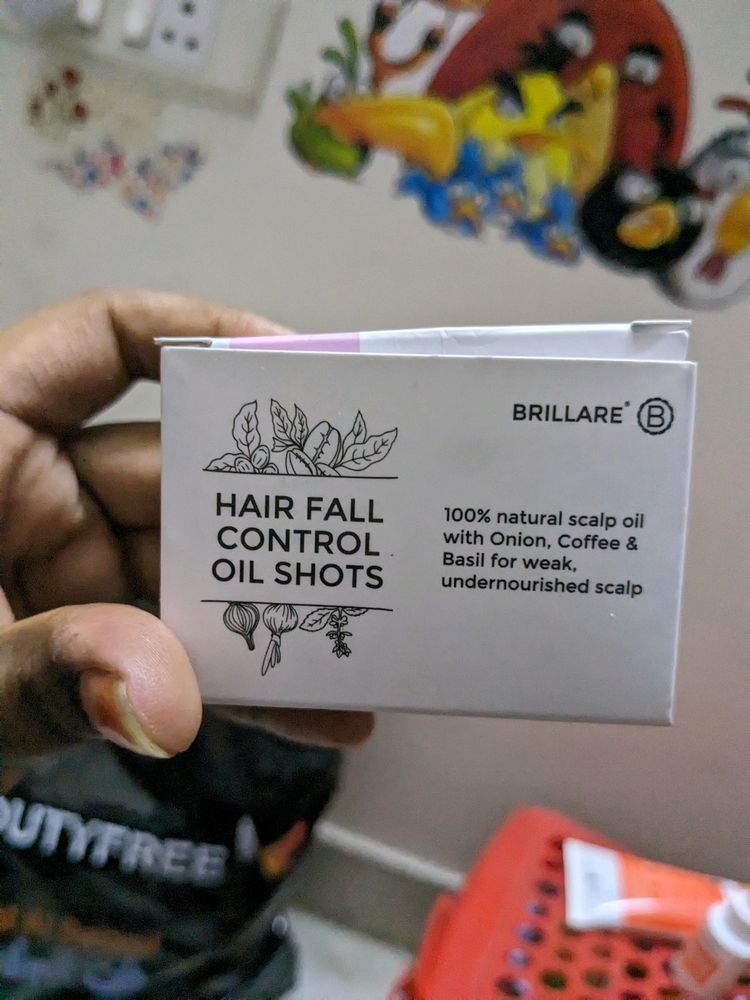 BRILLARE® B
HAIR FALL
CONTROL
OIL SHOTS
100% natural scalp oil
with Onion, Coffee &
Basil for weak,
undernourished scalp
DUTYFREE